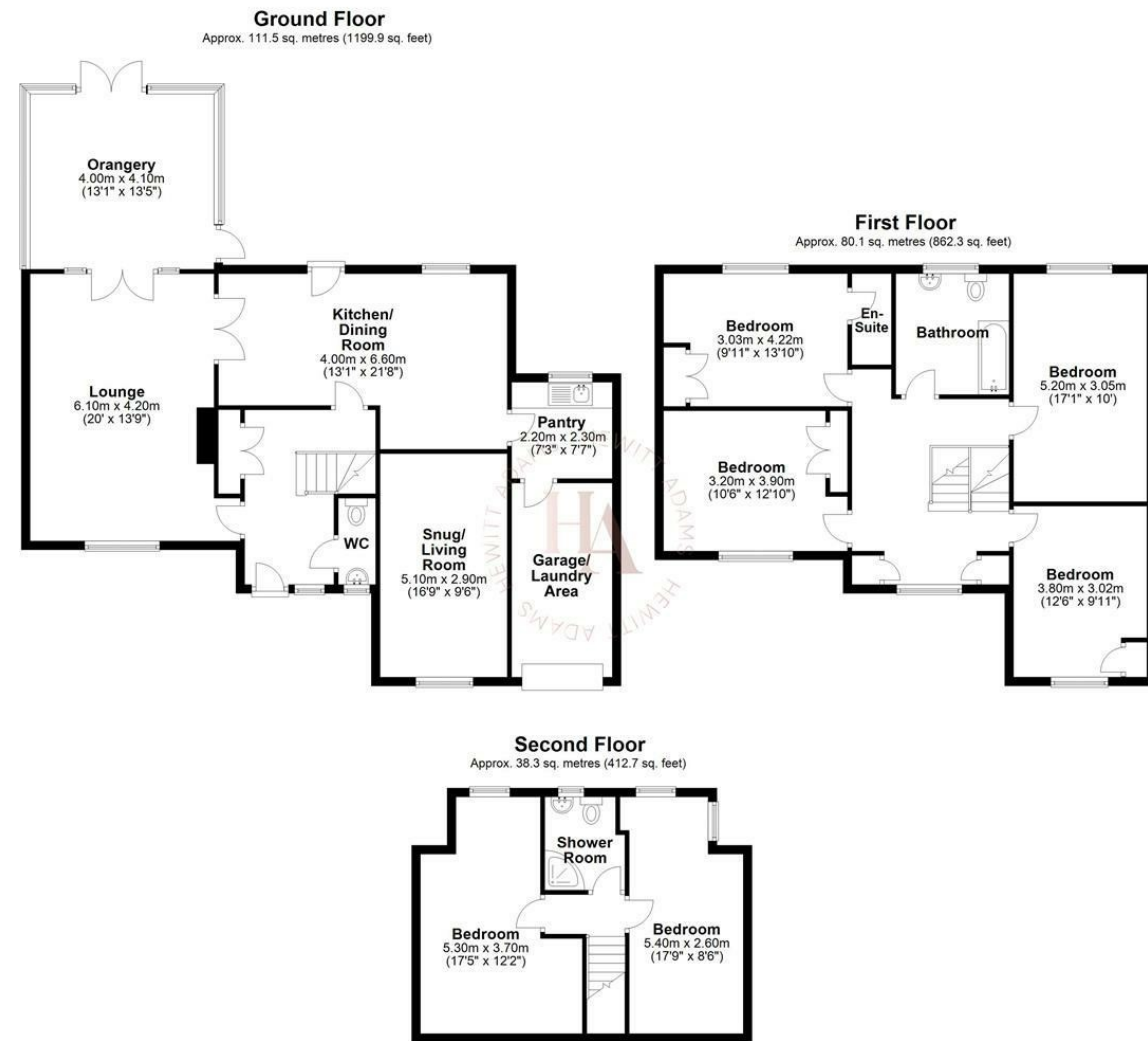 Ground Floor
Approx. 111.5 sq. metres (1199.9 sq. feet)
Orangery
4.00m x 4.10m
(13'1" x 13'5")
Kitchen/
Dining
Room
4.00m x 6.60m
(13'1" x 21'8")
Lounge
6.10m x 4.20m
(20' x 13'9")
Pantry
2.20m x 2.30m
(7'3" x 7'7")
WC
Snug/
Living
Room
5.10m x 2.90m
(16'9" x 9'6")
Garage/
Laundry
Area
HA
HEWITT ADAMS HEWITT ADAMS HEWITT ADAMS
First Floor
Approx. 80.1 sq. metres (862.3 sq. feet)
Bedroom
3.03m x 4.22m
(9'11" x 13'10")
En-
Suite
Bathroom
Bedroom
5.20m x 3.05m
(17'1" x 10')
Bedroom
3.20m x 3.90m
(10'6" x 12'10")
Bedroom
3.80m x 3.02m
(12'6" x 9'11")
Second Floor
Approx. 38.3 sq. metres (412.7 sq. feet)
Shower
Room
Bedroom
5.30m x 3.70m
(17'5" x 12'2")
Bedroom
5.40m x 2.60m
(17'9" x 8'6")